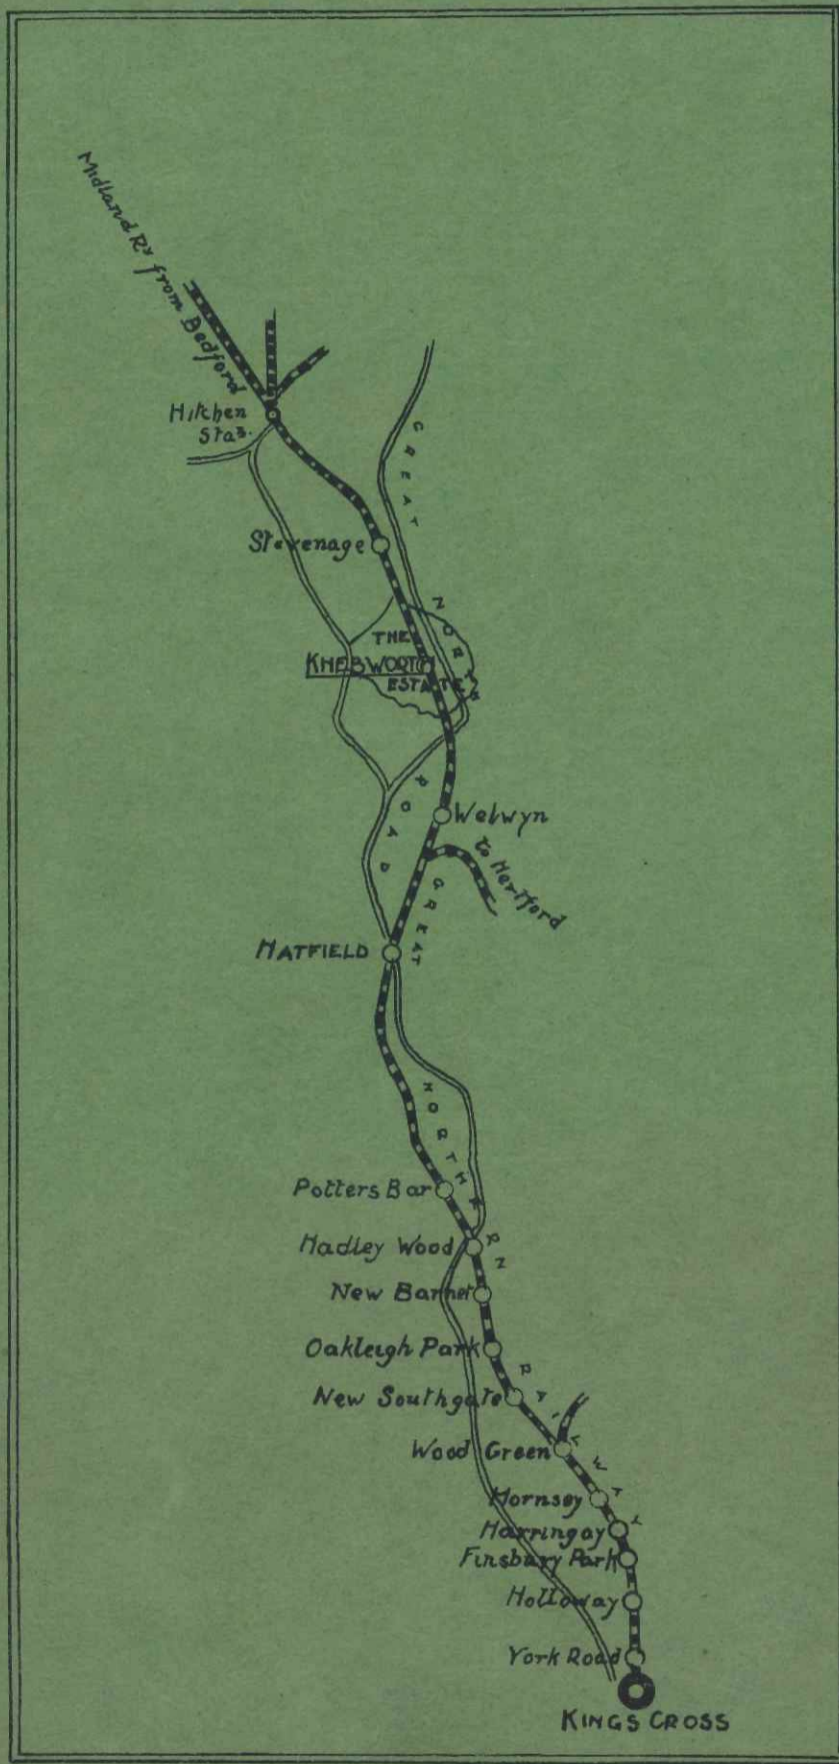 Midland Ry from Bedford
Hitchen
Sta.
GREAT
Stevenage
NORTH
THE
KNEBWORTH
ESTATE
ROAD
Welwyn
to Hertford
GREAT
HATFIELD
NORTHERN
Potters Bar
Hadley Wood
New Barnet
Oakleigh Park
RAILWAY
New Southgate
Wood Green
Hornsey
Harringay
Finsbury Park
Holloway
York Road
KINGS CROSS